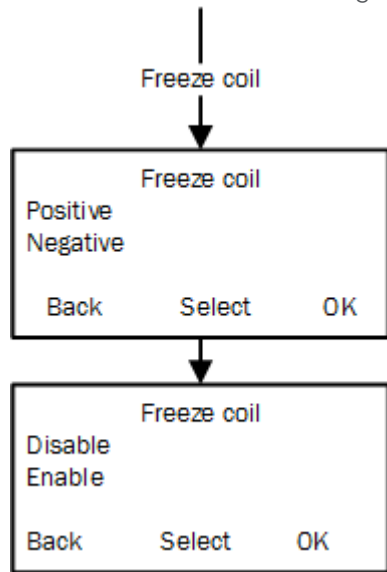 Freeze coil
Freeze coil
Positive
Negative
Back Select OK
Freeze coil
Disable
Enable
Back Select OK